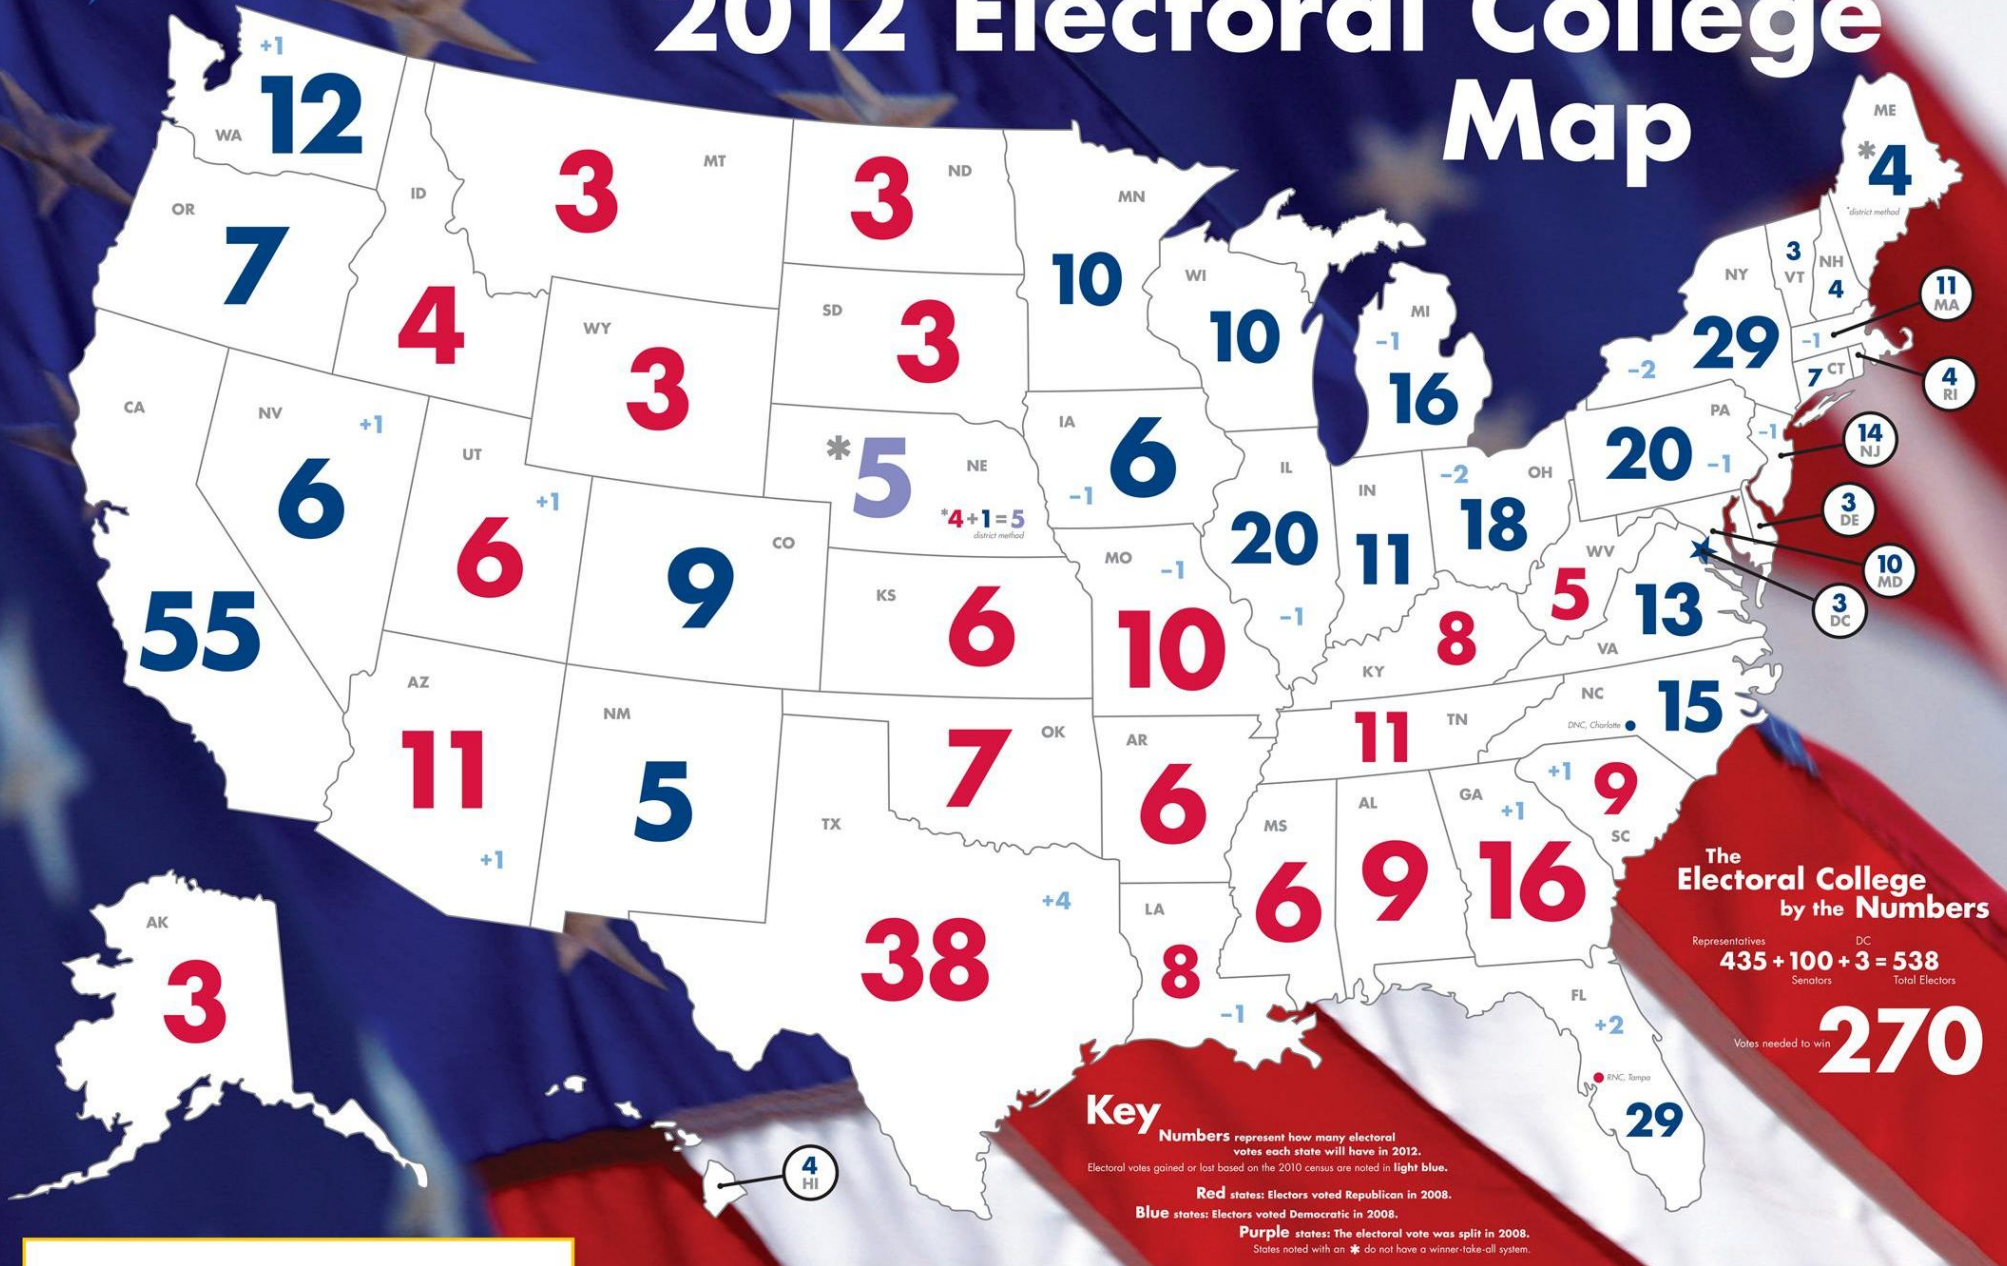 2012 Electoral College
Map
+1
12
WA
OR
7
ID
4
3
MT
3
ND
MN
10
WI
10
MI
-1
16
ME
*4
*district method
3
VT
NH
4
NY
29
-2
11
MA
-1
7 CT
4
RI
PA
20
-1
-1
14
NJ
3
DE
10
MD
3
DC
CA
55
NV
+1
6
UT
+1
6
WY
3
SD
3
*5
NE
*4+1=5
district method
IA
6
-1
IL
20
-1
IN
11
-2
OH
18
WV
5
13
VA
CO
9
KS
6
MO
-1
10
8
KY
11
TN
NC
DNC, Charlotte
15
AZ
11
+1
NM
5
7
OK
TX
+4
38
AR
6
LA
8
-1
MS
6
AL
9
GA
+1
16
+1
9
SC
FL
+2
RNC, Tampa
29
AK
3
4
HI
The
Electoral College
by the Numbers
Representatives DC
435 + 100 + 3 = 538
Senators Total Electors
Votes needed to win 270
Key
Numbers represent how many electoral
votes each state will have in 2012.
Electoral votes gained or lost based on the 2010 census are noted in light blue.
Red states: Electors voted Republican in 2008.
Blue states: Electors voted Democratic in 2008.
Purple states: The electoral vote was split in 2008.
States noted with an * do not have a winner-take-all system.